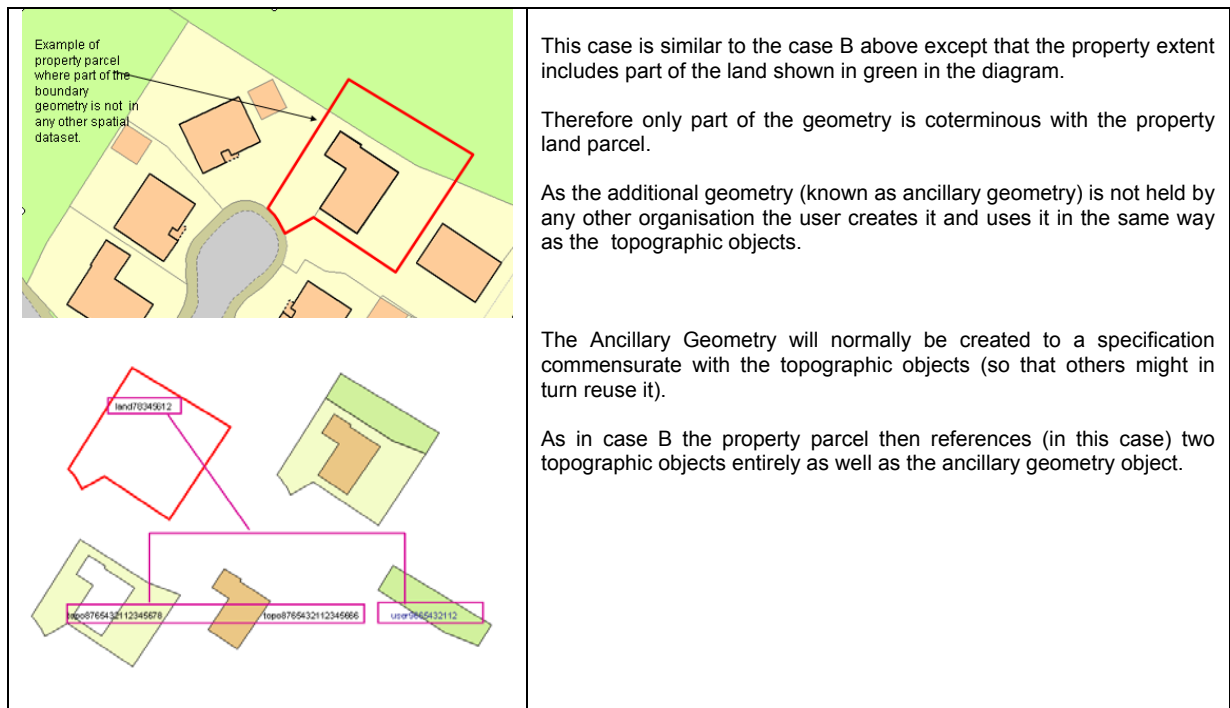 Example of
property parcel
where part of the
boundary
geometry is not in
any other spatial
dataset.
This case is similar to the case B above except that the property extent
includes part of the land shown in green in the diagram.
Therefore only part of the geometry is coterminous with the property
land parcel.
As the additional geometry (known as ancillary geometry) is not held by
any other organisation the user creates it and uses it in the same way
as the topographic objects.
The Ancillary Geometry will normally be created to a specification
commensurate with the topographic objects (so that others might in
turn reuse it).
As in case B the property parcel then references (in this case) two
topographic objects entirely as well as the ancillary geometry object.
land78345612
topo8765432112345678
topo8765432112345666
user9865432112